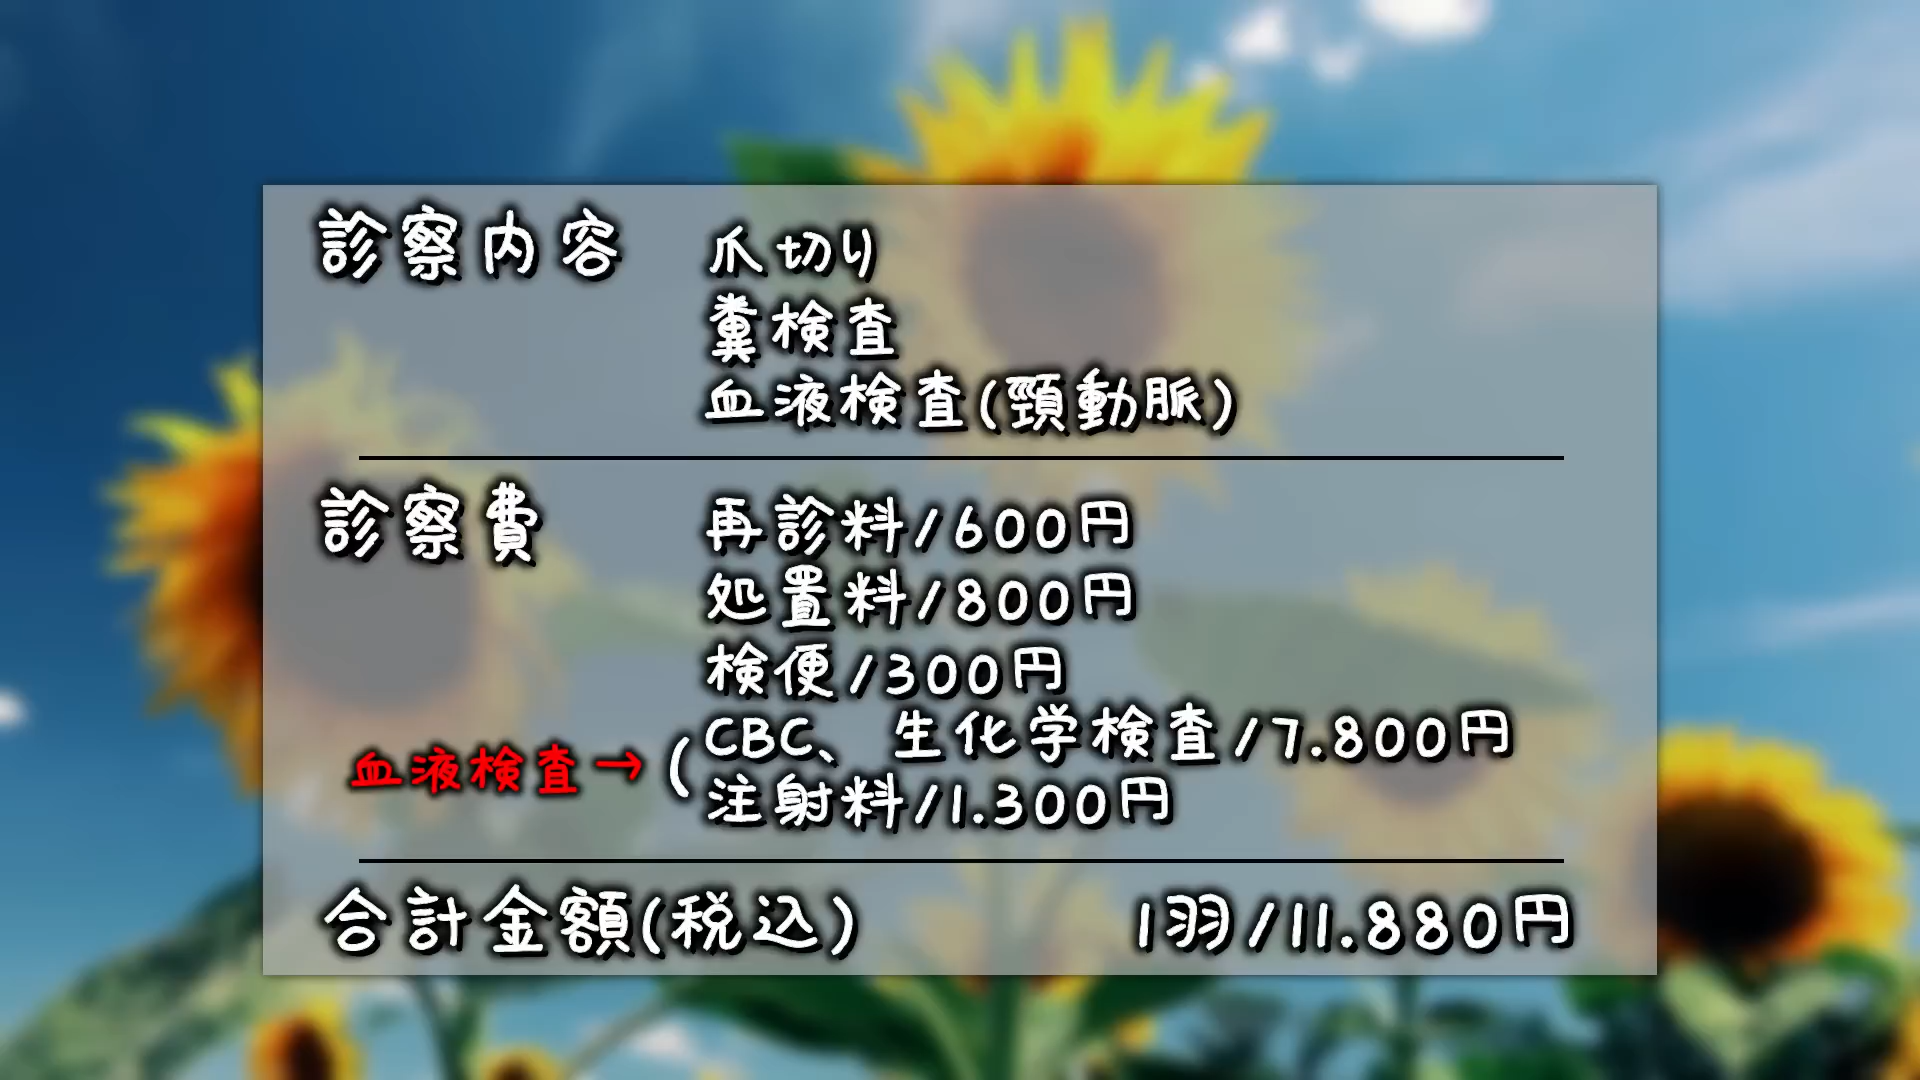 診察内容 爪切り
糞検査
血液検査(頸動脈)
診察費 再診料/600円
処置料/800円
検便/300円
CBC、生化学検査/7.800円
血液検査→(
注射料/1.300円
合計金額(税込) 1羽/11.880円